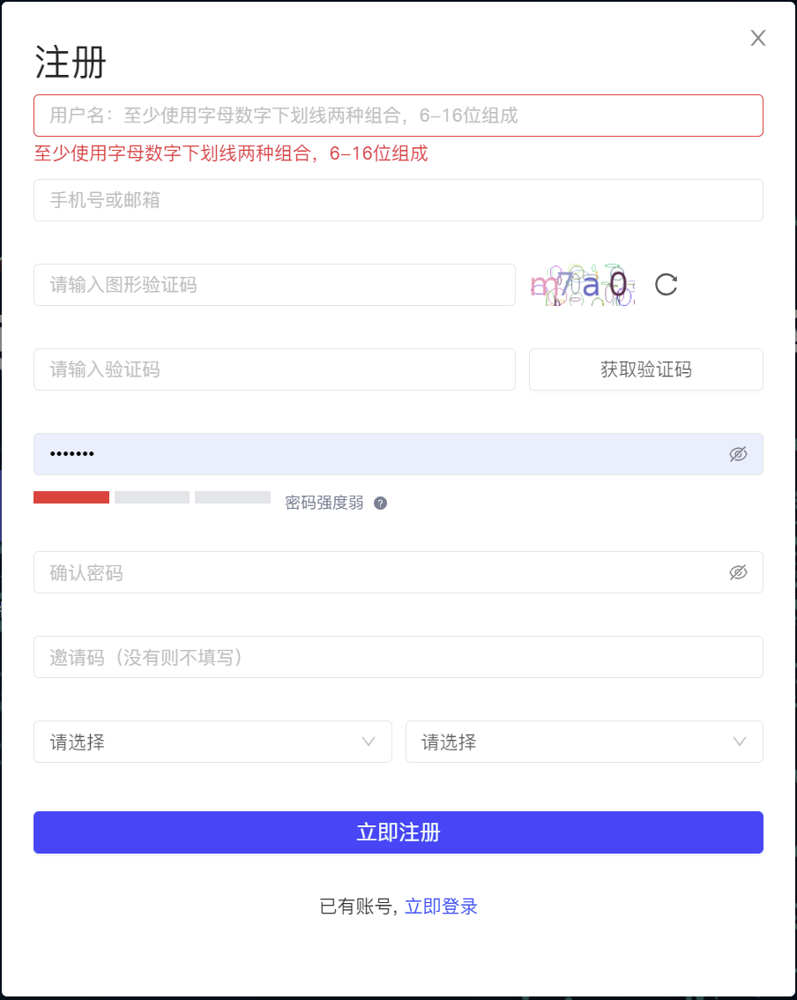 注册
用户名：至少使用字母数字下划线两种组合，6-16位组成
至少使用字母数字下划线两种组合，6-16位组成
手机号或邮箱
请输入图形验证码
m7a0
请输入验证码
获取验证码
•••••••
密码强度弱 ?
确认密码
邀请码（没有则不填写）
请选择
请选择
立即注册
已有账号, 立即登录